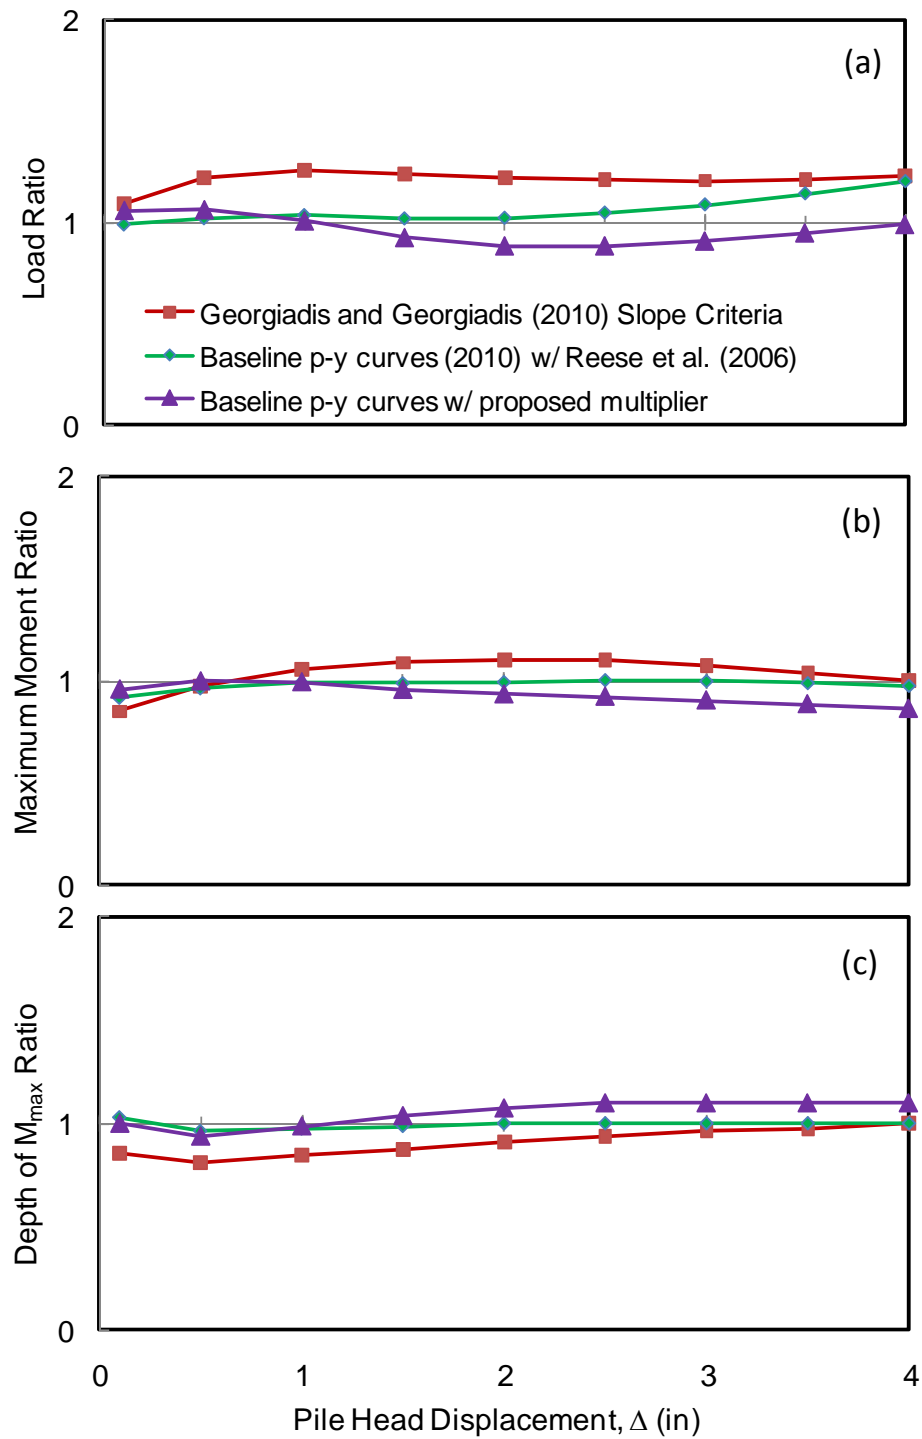 2
(a)
Load Ratio
1
Georgiadis and Georgiadis (2010) Slope Criteria
Baseline p-y curves (2010) w/ Reese et al. (2006)
Baseline p-y curves w/ proposed multiplier
0
2
(b)
Maximum Moment Ratio
1
0
2
(c)
Depth of Mmax Ratio
1
0
0 1 2 3 4
Pile Head Displacement, Δ (in)